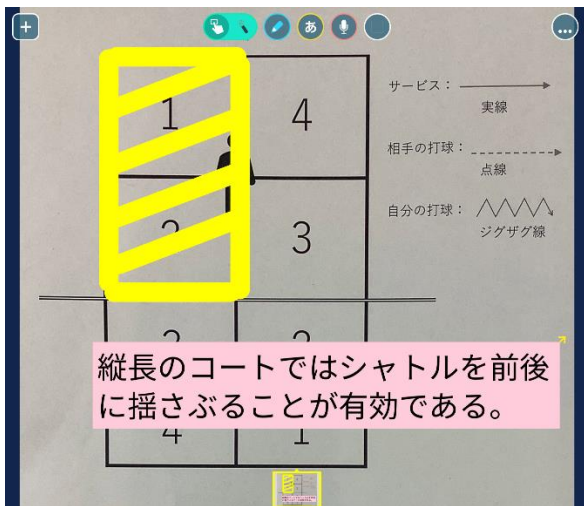 あ
1
4
サービス：
実線
相手の打球：
点線
自分の打球：
ジグザグ線
2
3
3
2
縦長のコートではシャトルを前後
に揺さぶることが有効である。
4
1